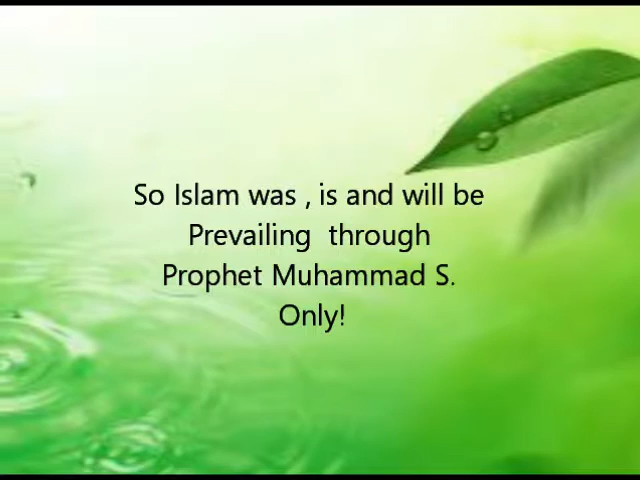 So Islam was , is and will be
Prevailing  through
Prophet Muhammad S.
Only!